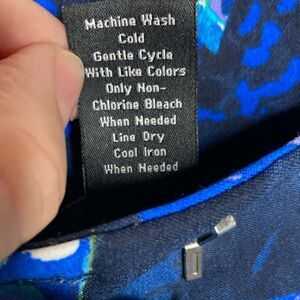 Machine Wash
Cold
Gentle Cycle
With Like Colors
Only Non-
Chlorine Bleach
When Needed
Line Dry
Cool Iron
When Needed